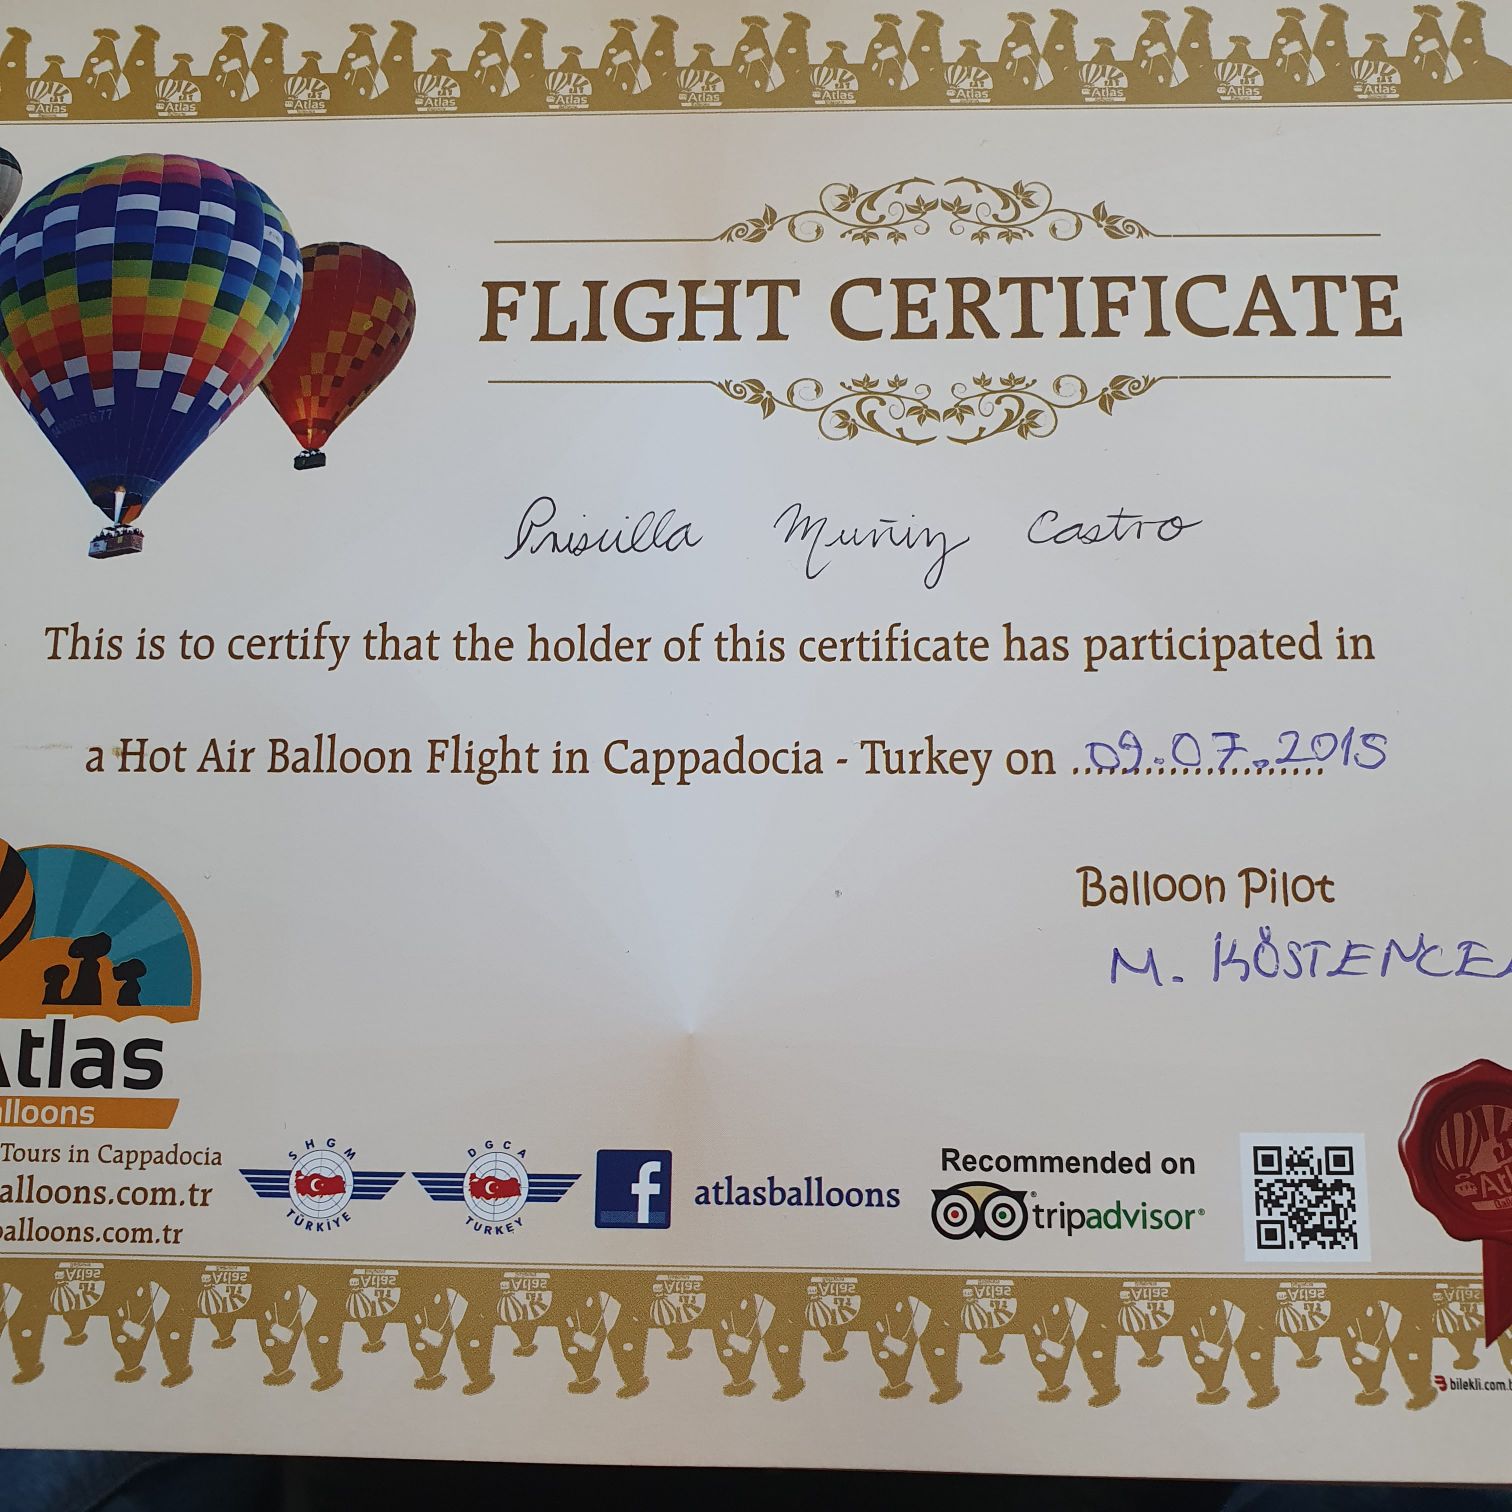 FLIGHT CERTIFICATE
Priscilla Muñiz Castro
This is to certify that the holder of this certificate has participated in
a Hot Air Balloon Flight in Cappadocia - Turkey on 09.07.2015
Balloon Pilot
M. KÖSTENCE
Atlas
alloons
Tours in Cappadocia
alloons.com.tr
balloons.com.tr
SHGM
TÜRKİYE
DGCA
TURKEY
f
atlasballoons
Recommended on
tripadvisor®
bilekli.com.t